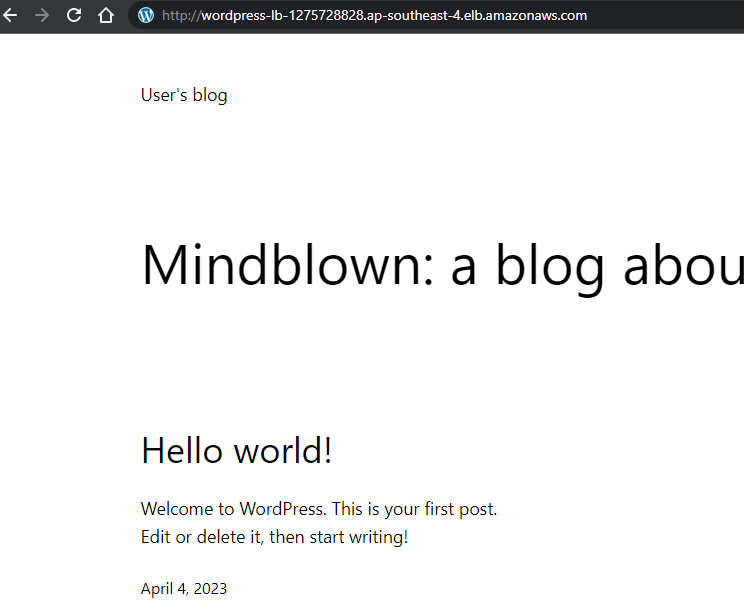 http://wordpress-lb-1275728828.ap-southeast-4.elb.amazonaws.com
User's blog
Mindblown: a blog abou
Hello world!
Welcome to WordPress. This is your first post.
Edit or delete it, then start writing!
April 4, 2023